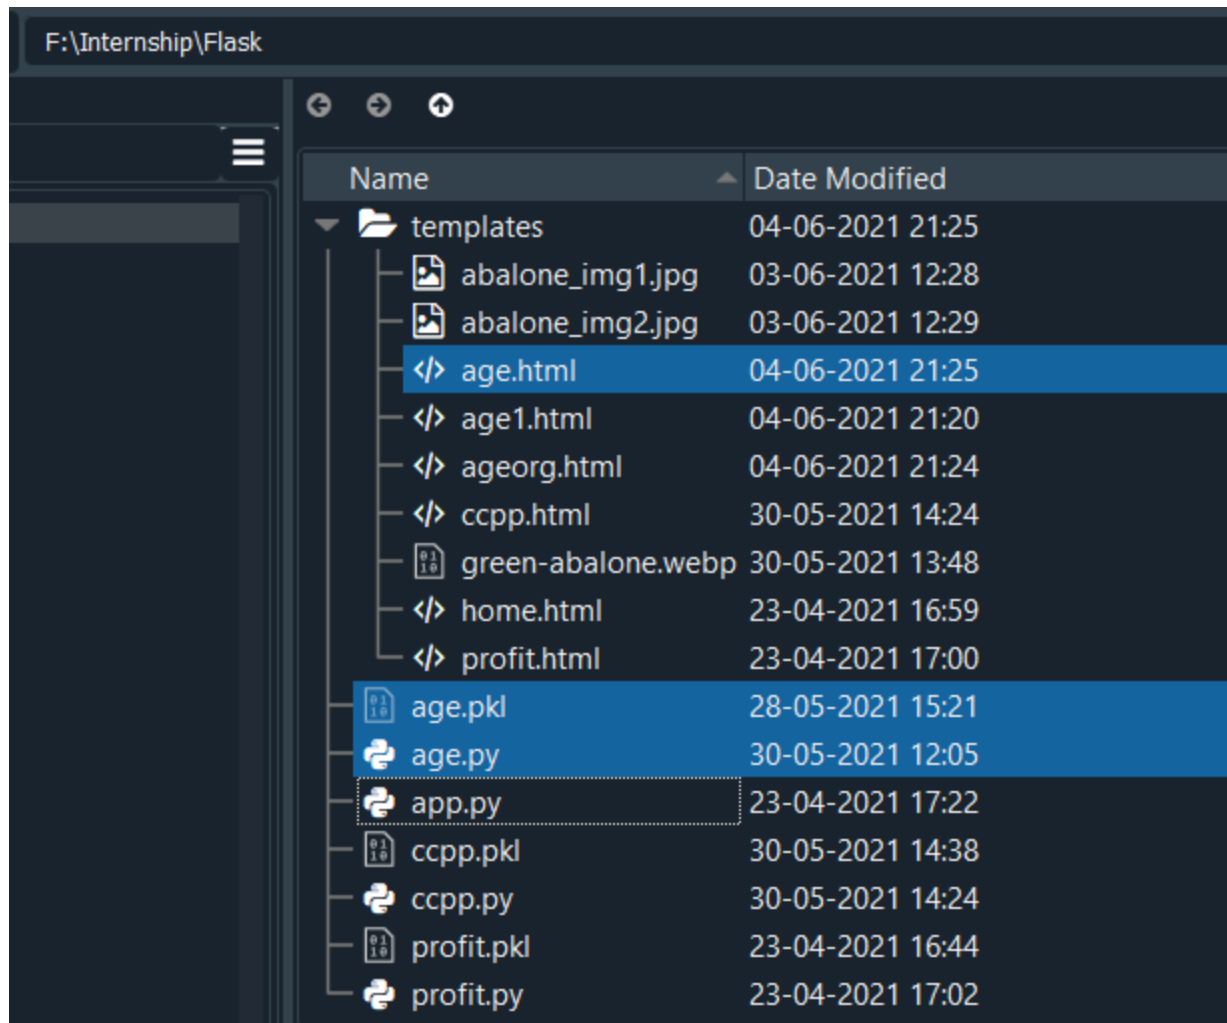 F:\Internship\Flask
Name Date Modified
templates 04-06-2021 21:25
abalone_img1.jpg 03-06-2021 12:28
abalone_img2.jpg 03-06-2021 12:29
age.html 04-06-2021 21:25
age1.html 04-06-2021 21:20
ageorg.html 04-06-2021 21:24
ccpp.html 30-05-2021 14:24
green-abalone.webp 30-05-2021 13:48
home.html 23-04-2021 16:59
profit.html 23-04-2021 17:00
age.pkl 28-05-2021 15:21
age.py 30-05-2021 12:05
app.py 23-04-2021 17:22
ccpp.pkl 30-05-2021 14:38
ccpp.py 30-05-2021 14:24
profit.pkl 23-04-2021 16:44
profit.py 23-04-2021 17:02